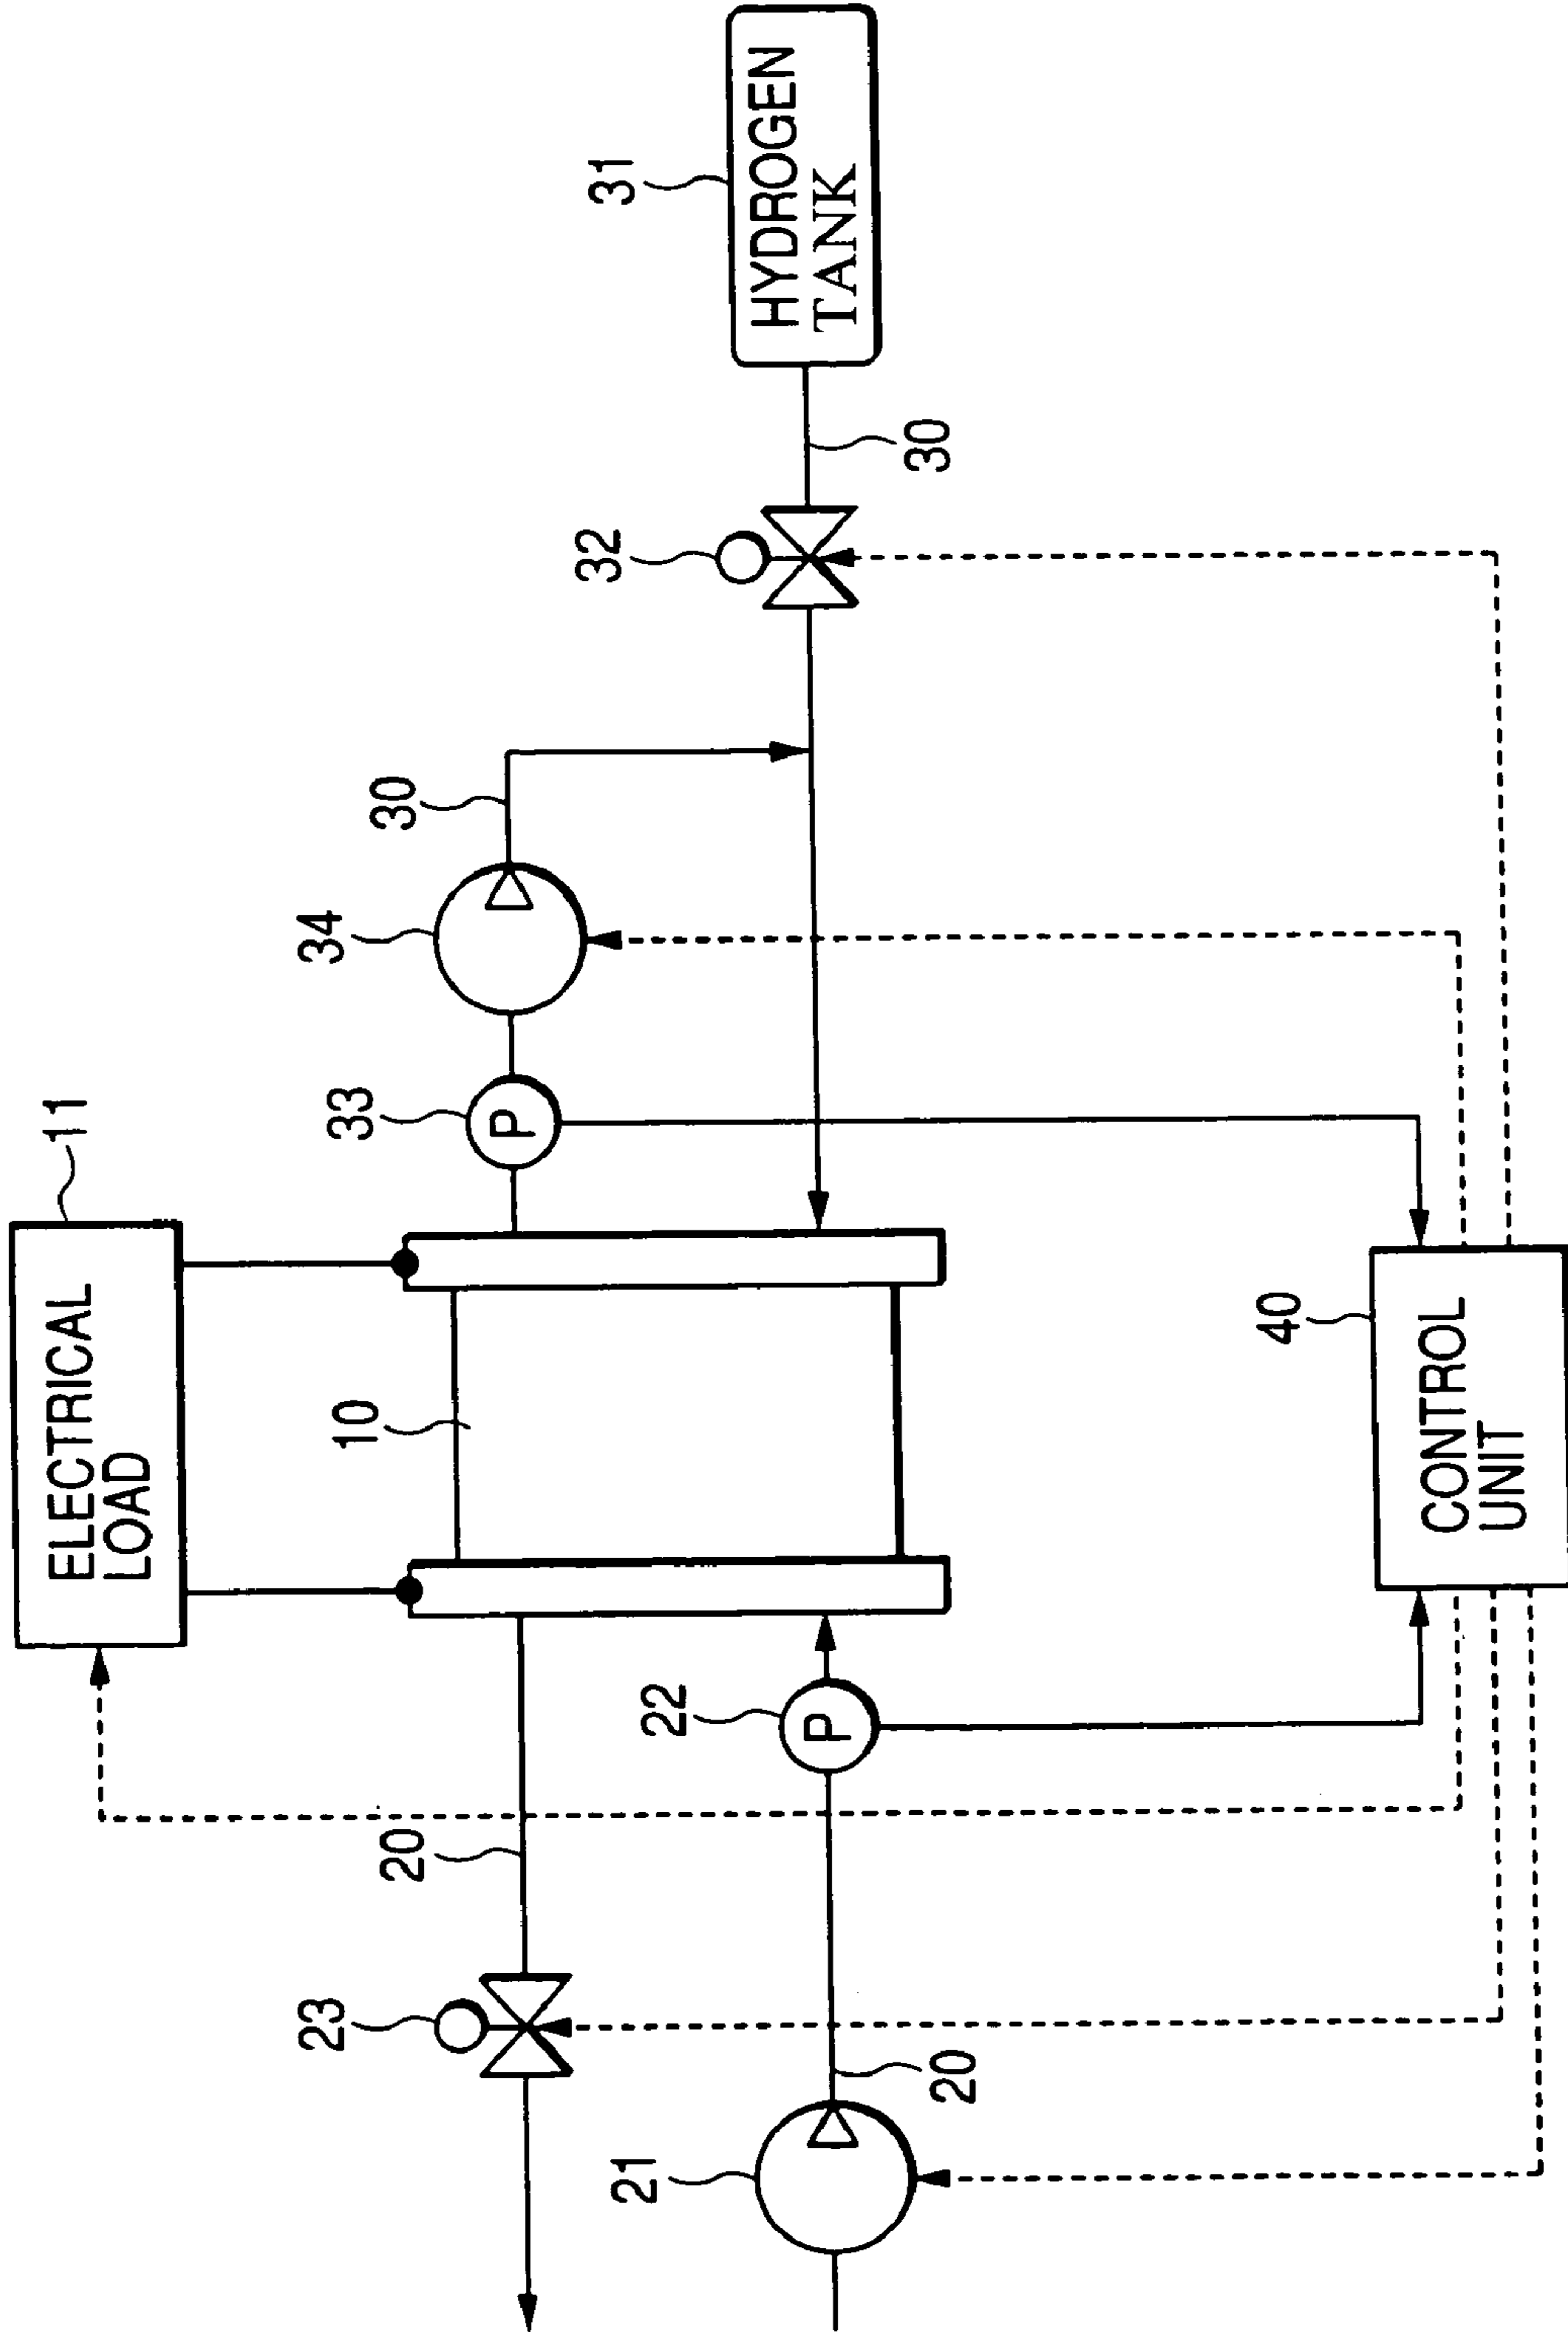 ELECTRICAL
LOAD
11
23
20
10
33
P
34
30
32
31
HYDROGEN
TANK
21
20
22
P
30
40
CONTROL
UNIT